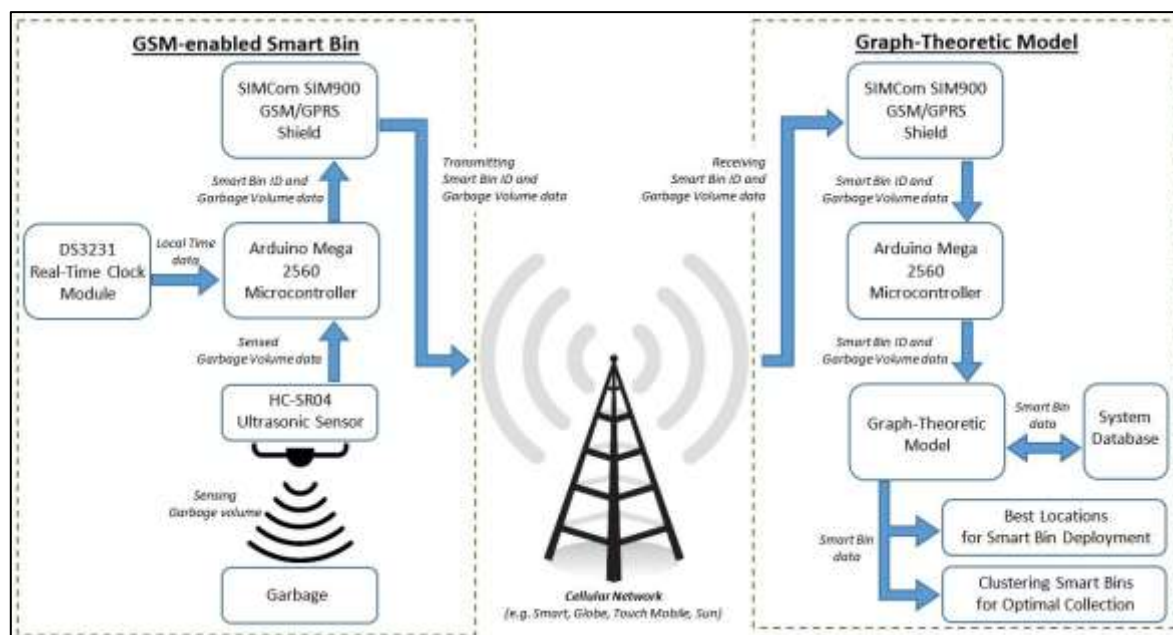 GSM-enabled Smart Bin
SIMCom SIM900
GSM/GPRS
Shield
Smart Bin ID and
Garbage Volume data
Transmitting
Smart Bin ID and
Garbage Volume data
DS3231
Real-Time Clock
Module
Local Time
data
Arduino Mega
2560
Microcontroller
Sensed
Garbage Volume data
HC-SR04
Ultrasonic Sensor
Sensing
Garbage volume
Garbage
Cellular Network
(e.g. Smart, Globe, Touch Mobile, Sun)
Graph-Theoretic Model
SIMCom SIM900
GSM/GPRS
Shield
Receiving
Smart Bin ID and
Garbage Volume data
Smart Bin ID and
Garbage Volume data
Arduino Mega
2560
Microcontroller
Smart Bin ID and
Garbage Volume data
Graph-Theoretic
Model
Smart Bin
data
System
Database
Smart Bin
data
Best Locations
for Smart Bin Deployment
Clustering Smart Bins
for Optimal Collection